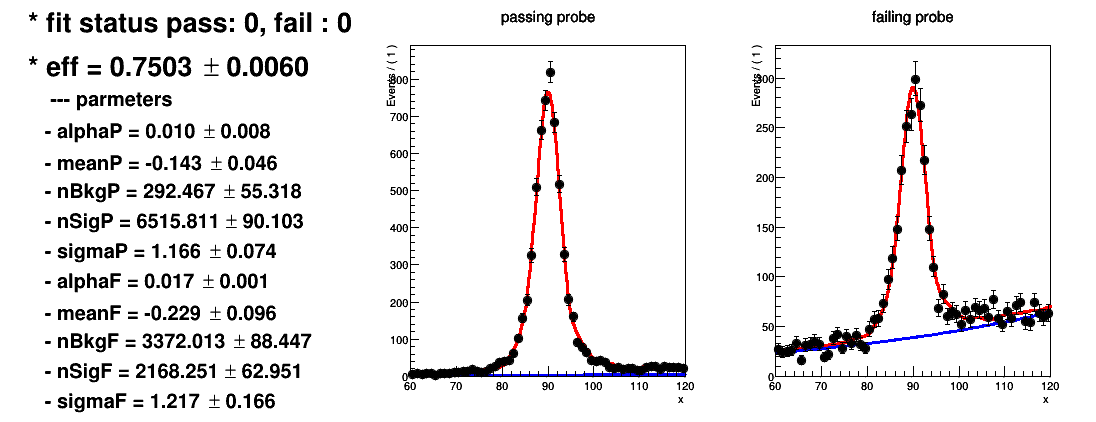 * fit status pass: 0, fail : 0
* eff = 0.7503 ± 0.0060
--- parmeters
- alphaP = 0.010 ± 0.008
- meanP = -0.143 ± 0.046
- nBkgP = 292.467 ± 55.318
- nSigP = 6515.811 ± 90.103
- sigmaP = 1.166 ± 0.074
- alphaF = 0.017 ± 0.001
- meanF = -0.229 ± 0.096
- nBkgF = 3372.013 ± 88.447
- nSigF = 2168.251 ± 62.951
- sigmaF = 1.217 ± 0.166
passing probe
Events / ( 1 )
800
700
600
500
400
300
200
100
0
60 70 80 90 100 110 120
x
failing probe
Events / ( 1 )
300
250
200
150
100
50
0
60 70 80 90 100 110 120
x